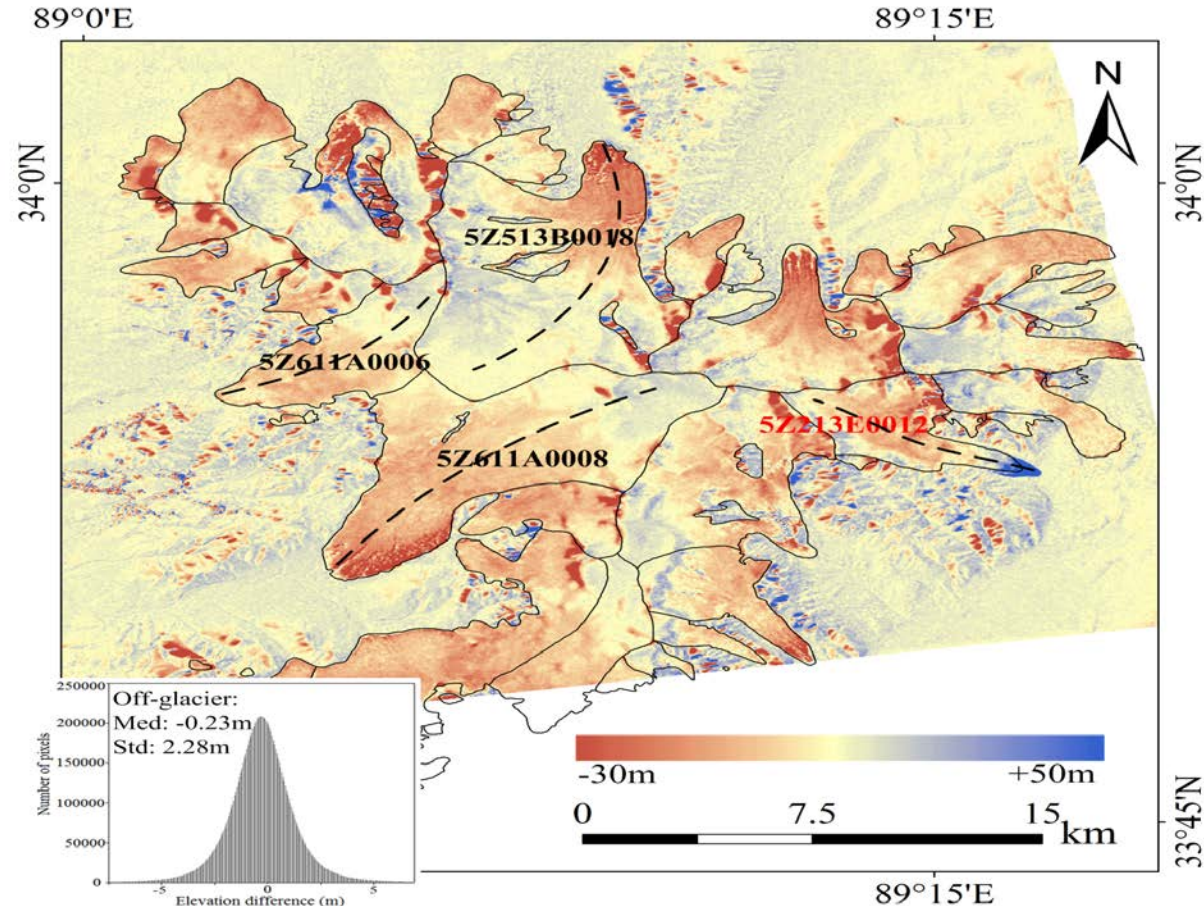 89°0'E
89°15'E
N
34°0'N
34°0'N
5Z513B0018
5Z611A0006
5Z213E0012
5Z611A0008
250000
200000
150000
100000
50000
0
Number of pixels
Off-glacier:
Med: -0.23m
Std: 2.28m
-5
0
5
Elevation difference (m)
-30m
+50m
0
7.5
15
km
33°45'N
89°15'E